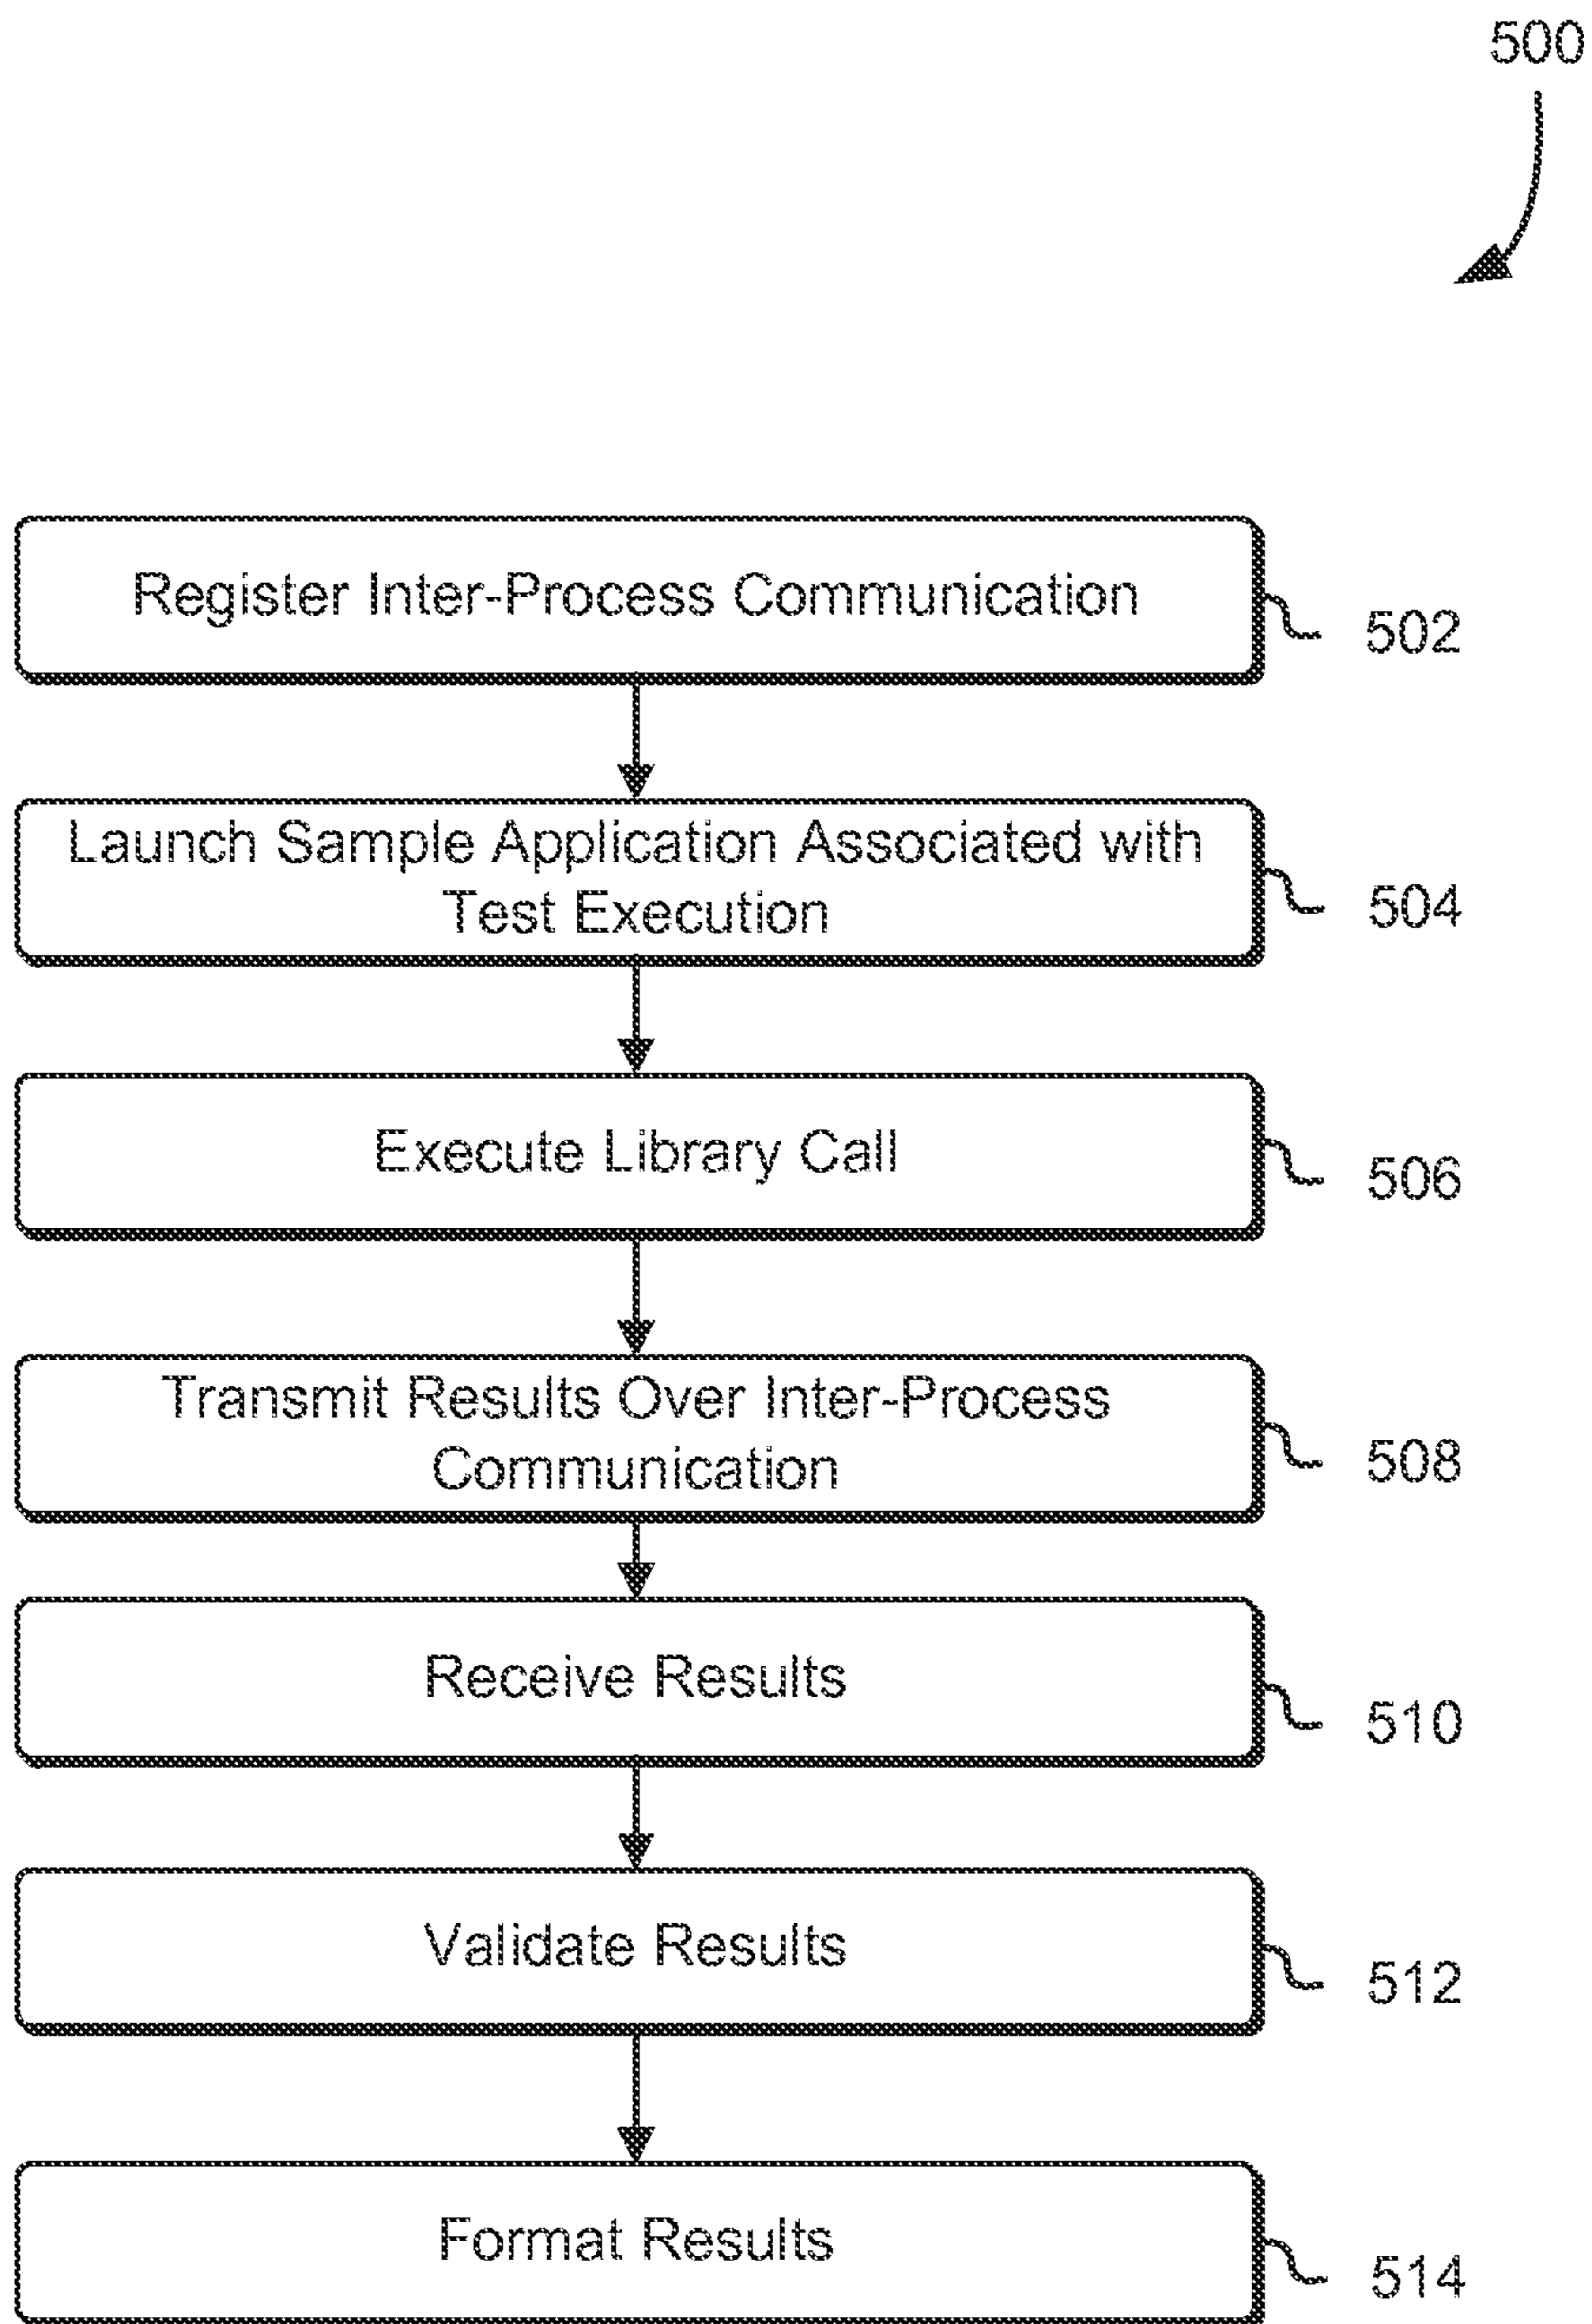 500
Register Inter-Process Communication
502
Launch Sample Application Associated with
Test Execution
504
Execute Library Call
506
Transmit Results Over Inter-Process
Communication
508
Receive Results
510
Validate Results
512
Format Results
514